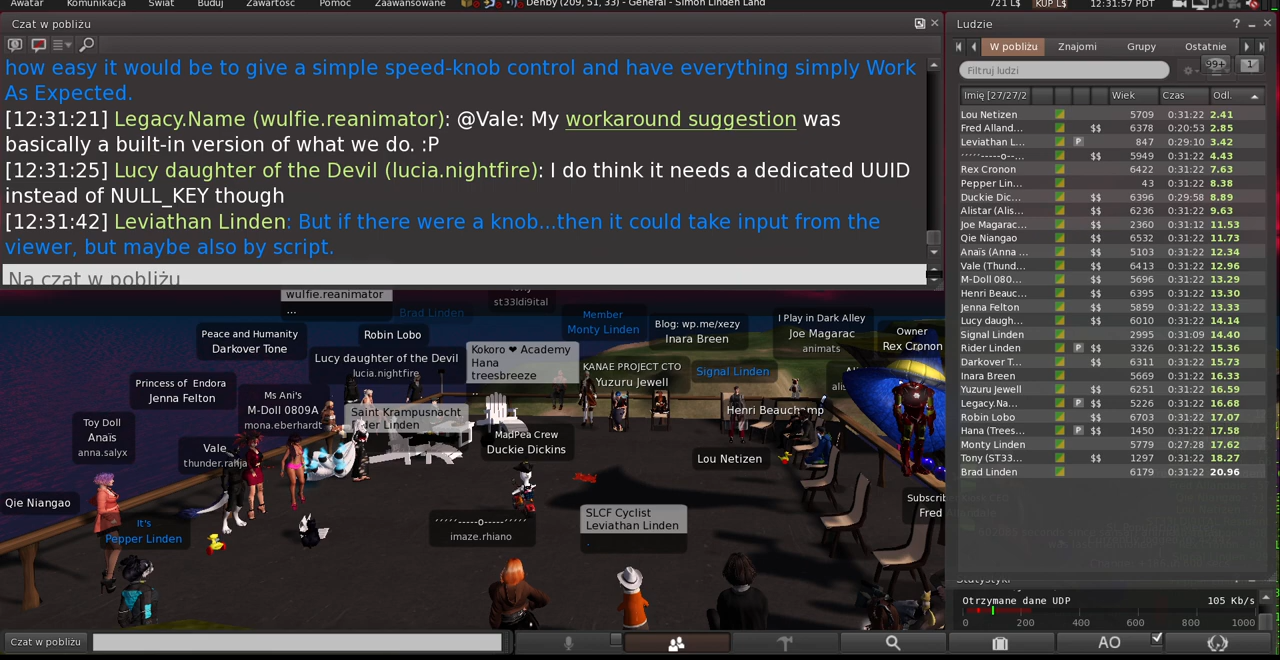 Awatar Komunikacja Świat Buduj Zawartość Pomoc Zaawansowane Denby (209, 51, 33) - General - Simon Linden Land 721 L$ KUP L$ 12:31:57 PDT
Czat w pobliżu
how easy it would be to give a simple speed-knob control and have everything simply Work
As Expected.
[12:31:21] Legacy.Name (wulfie.reanimator): @Vale: My workaround suggestion was
basically a built-in version of what we do. :P
[12:31:25] Lucy daughter of the Devil (lucia.nightfire): I do think it needs a dedicated UUID
instead of NULL_KEY though
[12:31:42] Leviathan Linden: But if there were a knob...then it could take input from the
viewer, but maybe also by script.
Na czat w pobliżu
wulfie.reanimator
...
st33ldi9ital
Brad Linden
Member
Monty Linden
Peace and Humanity
Darkover Tone
Robin Lobo
Blog: wp.me/xezy
Inara Breen
I Play in Dark Alley
Joe Magarac
animats
Owner
Rex Cronon
Lucy daughter of the Devil
lucia.nightfire
Kokoro ❤ Academy
Hana
treesbreeze
KANAE PROJECT CTO
Yuzuru Jewell
Signal Linden
Princess of Endora
Jenna Felton
Ms Ani's
M-Doll 0809A
mona.eberhardt
Saint Krampusnacht
Rider Linden
Henri Beauchamp
Toy Doll
Anaïs
anna.salyx
Vale
thunder.rahja
MadPea Crew
Duckie Dickins
Lou Netizen
Qie Niangao
It's
Pepper Linden
´´´´´-----o-----´´´´´
imaze.rhiano
SLCF Cyclist
Leviathan Linden
Subscrib
Fred
Czat w pobliżu
AO
Ludzie
W pobliżu Znajomi Grupy Ostatnie
Filtruj ludzi 99+ 1
Imię [27/27/2 Wiek Czas Odl.
Lou Netizen 5709 0:31:22 2.41
Fred Alland... $$ 6378 0:20:53 2.85
Leviathan L... P 847 0:29:10 3.42
´´´´´-----o--... $$ 5949 0:31:22 4.43
Rex Cronon 6422 0:31:22 7.63
Pepper Lin... 43 0:31:22 8.38
Duckie Dic... $$ 6396 0:29:58 8.89
Alistar (Alis... $$ 6236 0:31:22 9.63
Joe Magarac... $$ 2360 0:31:12 11.53
Qie Niangao $$ 6532 0:31:22 11.73
Anaïs (Anna ... $$ 5103 0:31:22 12.34
Vale (Thund... $$ 6413 0:31:22 12.96
M-Doll 080... $$ 5696 0:31:22 13.29
Henri Beauc... $$ 6395 0:31:22 13.30
Jenna Felton $$ 5859 0:31:22 13.33
Lucy daugh... $$ 6010 0:31:22 14.14
Signal Linden 2995 0:31:09 14.40
Rider Linden P $$ 3326 0:31:22 15.36
Darkover T... $$ 6311 0:31:22 15.73
Inara Breen 5669 0:31:22 16.33
Yuzuru Jewell $$ 6251 0:31:22 16.59
Legacy.Na... P $$ 5226 0:31:22 16.88
Robin Lobo $$ 6703 0:31:22 17.07
Hana (Trees... P $$ 1450 0:31:22 17.58
Monty Linden 5779 0:27:28 17.62
Tony (ST33... $$ 1297 0:31:22 18.27
Brad Linden 6179 0:31:22 20.96
Statystyki
Otrzymane dane UDP 105 Kb/s
0 200 400 600 800 1000